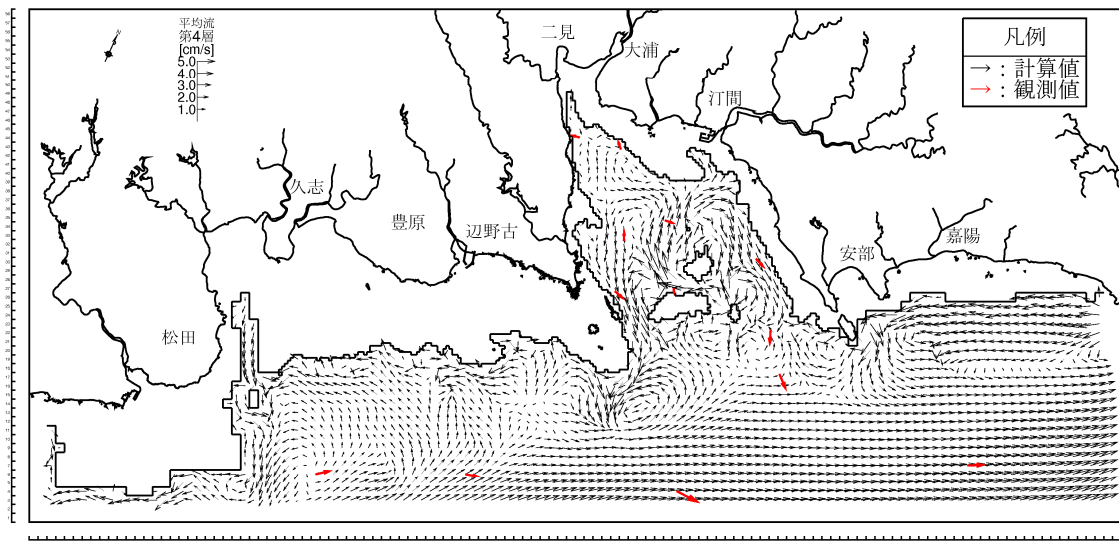 平均流
第4層
[cm/s]
5.0
4.0
3.0
2.0
1.0
二見
大浦
汀間
凡例
→ : 計算値
→ : 観測値
久志
豊原
辺野古
安部
嘉陽
松田